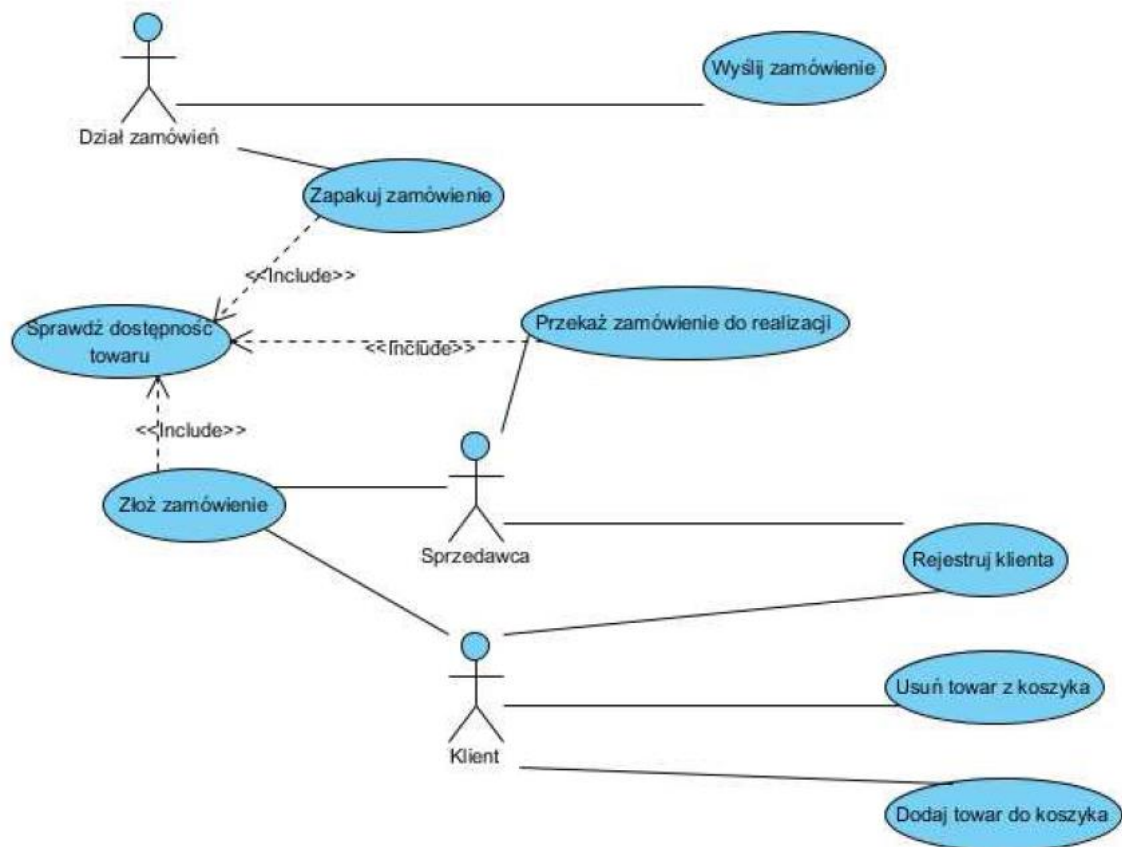 Wyślij zamówienie
Dział zamówień
Zapakuj zamówienie
<<Include>>
Sprawdź dostępność
towaru
Przekaż zamówienie do realizacji
<<Include>>
<<Include>>
Złoż zamówienie
Sprzedawca
Rejestruj klienta
Usuń towar z koszyka
Klient
Dodaj towar do koszyka